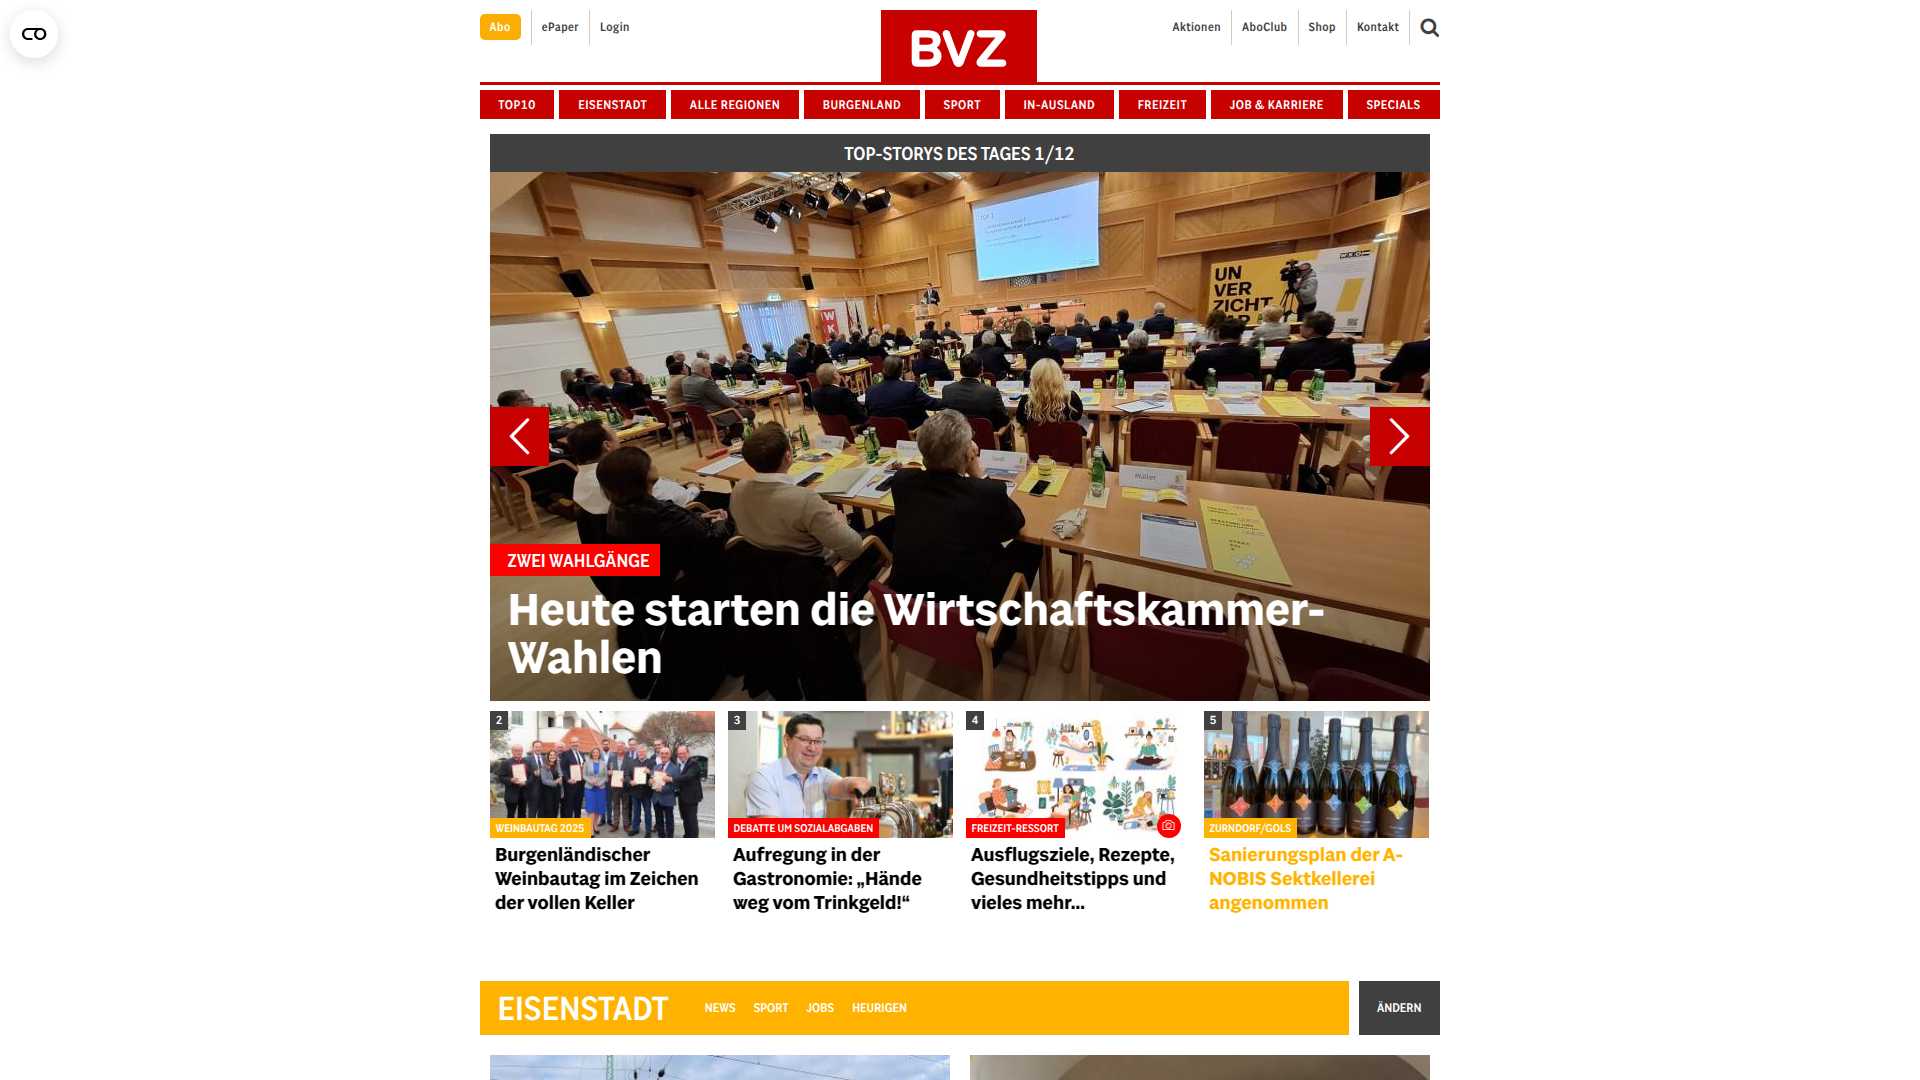 Abo
ePaper
Login
BVZ
Aktionen
AboClub
Shop
Kontakt
TOP10
EISENSTADT
ALLE REGIONEN
BURGENLAND
SPORT
IN-AUSLAND
FREIZEIT
JOB & KARRIERE
SPECIALS
TOP-STORYS DES TAGES 1/12
TOP 1
UN
VER
ZICHT
WK
Müller
ZWEI WAHLGÄNGE
Heute starten die Wirtschaftskammer-
Wahlen
2
WEINBAUTAG 2025
Burgenländischer
Weinbautag im Zeichen
der vollen Keller
3
DEBATTE UM SOZIALABGABEN
Aufregung in der
Gastronomie: „Hände
weg vom Trinkgeld!“
4
FREIZEIT-RESSORT
Ausflugsziele, Rezepte,
Gesundheitstipps und
vieles mehr...
5
ZURNDORF/GOLS
Sanierungsplan der A-
NOBIS Sektkellerei
angenommen
EISENSTADT
NEWS
SPORT
JOBS
HEURIGEN
ÄNDERN